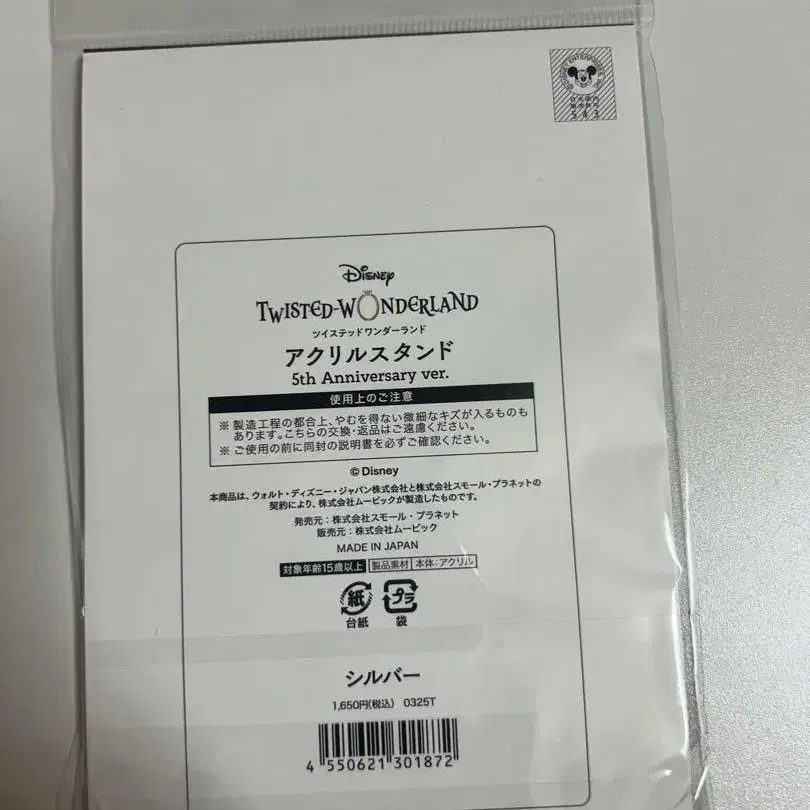 © DISNEY ENTERPRISES, INC.
543
Disney
TWISTED-WONDERLAND
ツイステッドワンダーランド
アクリルスタンド
5th Anniversary ver.
使用上のご注意
※ 製造工程の都合上、やむを得ない微細なキズが入るものも
あります。こちらの交換・返品はご遠慮ください。
※ ご使用の前に同封の説明書を必ずご確認ください。
©Disney
本商品は、ウォルト・ディズニー・ジャパン株式会社と株式会社スモール・プラネットの
契約により、株式会社ムービックが製造したものです。
発売元：株式会社スモール・プラネット
販売元：株式会社ムービック
MADE IN JAPAN
対象年齢15歳以上 製品素材 本体：アクリル
紙 プラ
台紙 袋
シルバー
1,650円(税込) 0325T
4 550621 301872